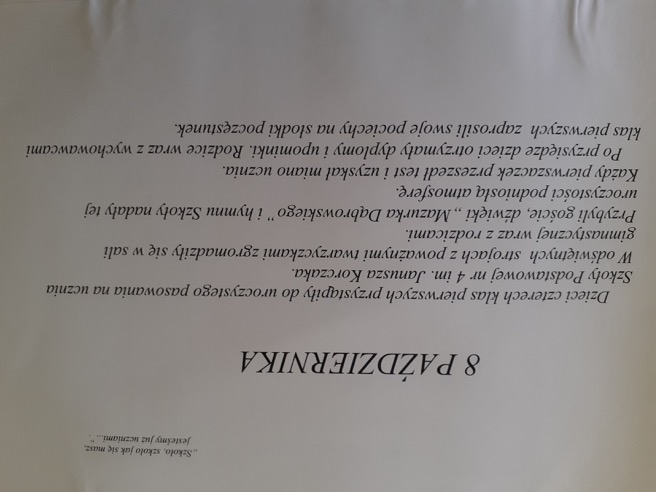 „Szkoło, szkoło jak się masz,
jesteśmy już uczniami...”.
8 PAŹDZIERNIKA
Dzieci czterech klas pierwszych przystąpiły do uroczystego pasowania na ucznia
Szkoły Podstawowej nr 4 im. Janusza Korczaka.
W odświętnych strojach z poważnymi twarzyczkami zgromadziły się w sali
gimnastycznej wraz z rodzicami.
Przybyli goście, dźwięki „Mazurka Dąbrowskiego” i hymnu Szkoły nadały tej
uroczystości podniosłą atmosferę.
Każdy pierwszaczek przeszedł test i uzyskał miano ucznia.
Po przysiędze dzieci otrzymały dyplomy i upominki. Rodzice wraz z wychowawcami
klas pierwszych zaprosili swoje pociechy na słodki poczęstunek.